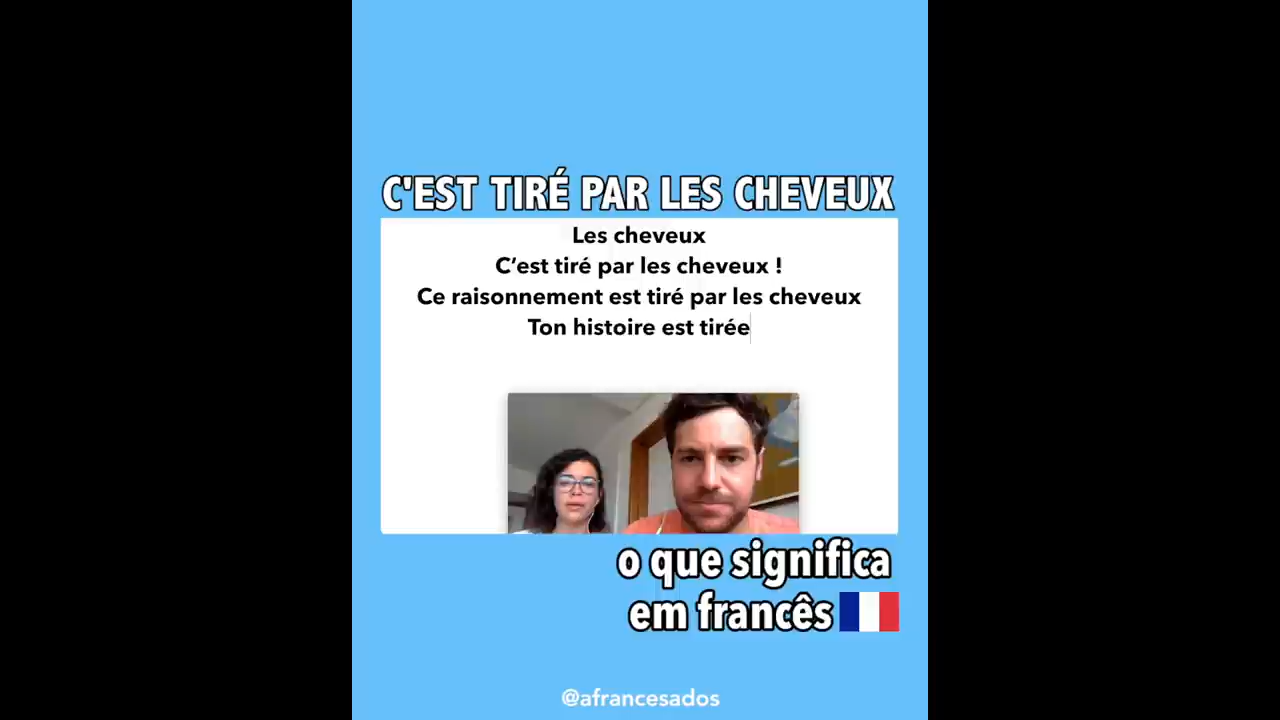 C'EST TIRÉ PAR LES CHEVEUX
Les cheveux
C’est tiré par les cheveux !
Ce raisonnement est tiré par les cheveux
Ton histoire est tirée
o que significa
em francês
@afrancesados